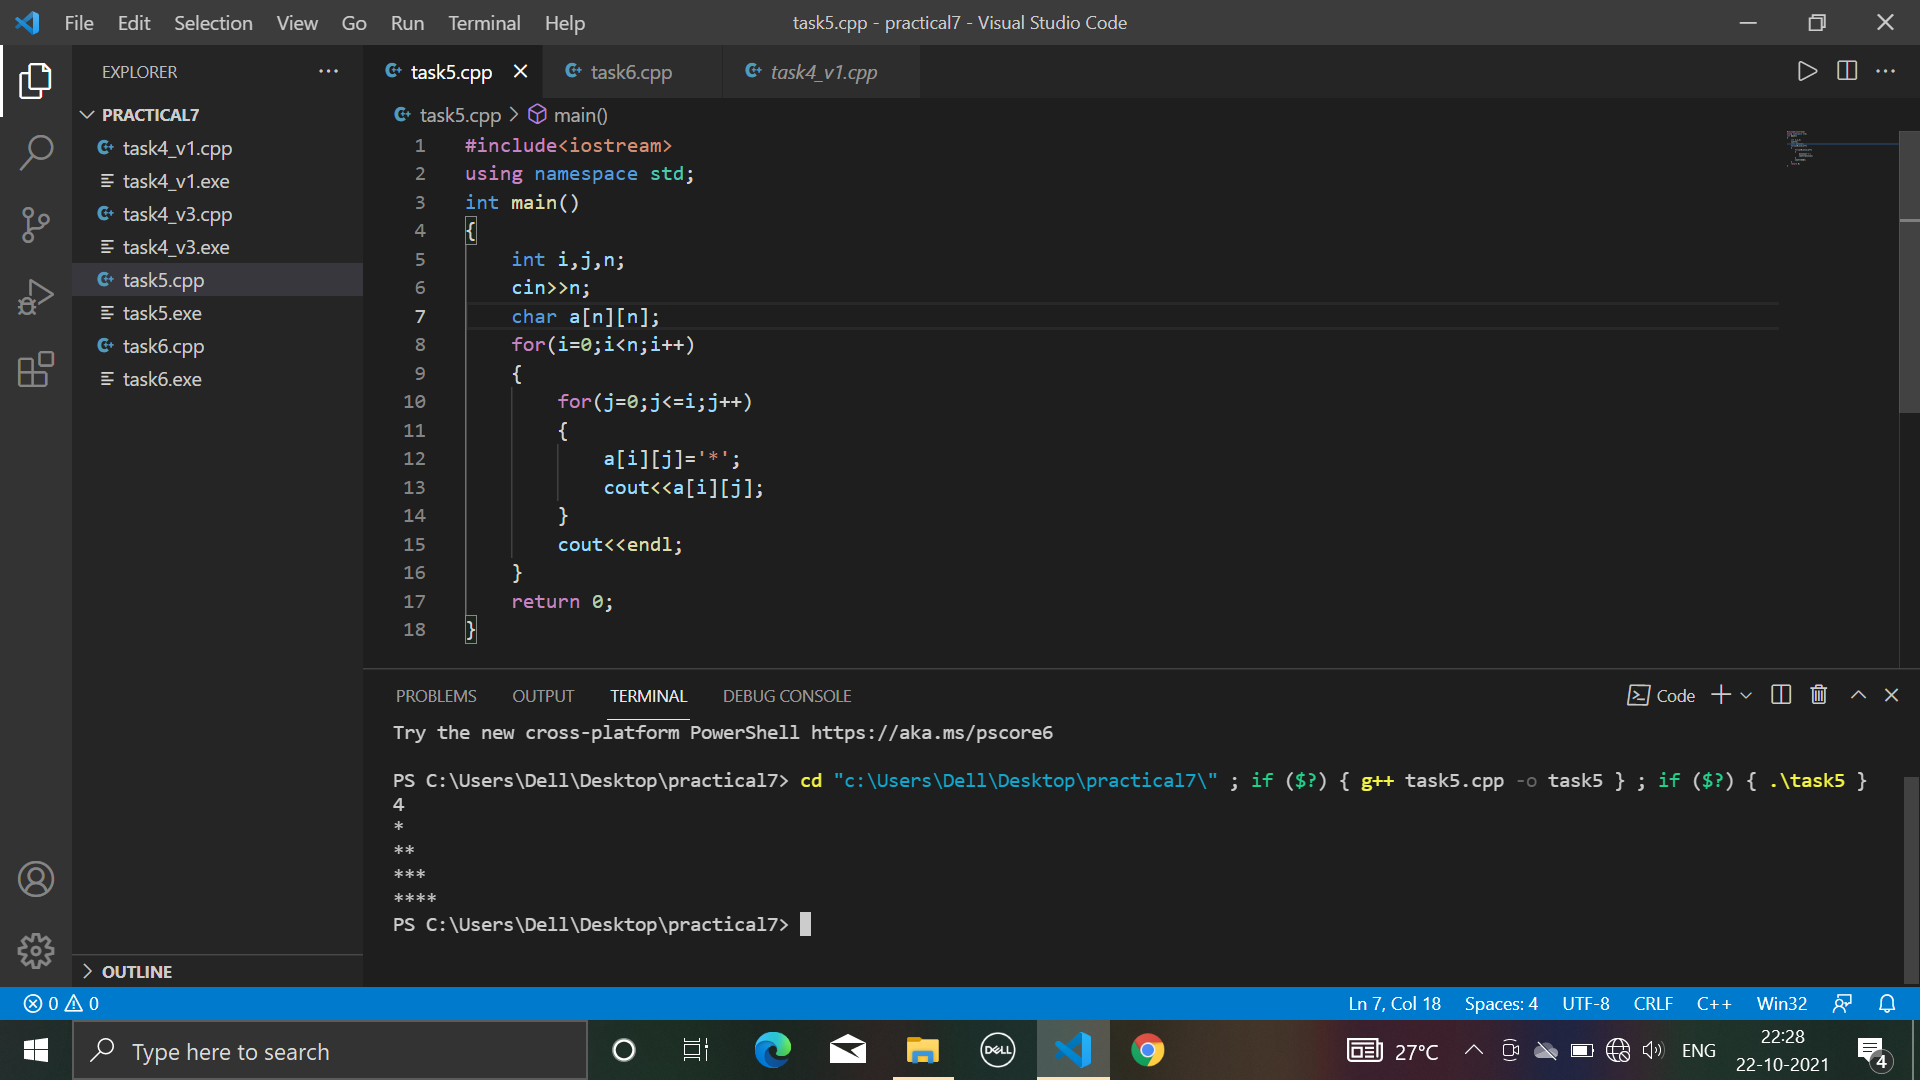 File Edit Selection View Go Run Terminal Help
task5.cpp - practical7 - Visual Studio Code
EXPLORER
PRACTICAL7
task4_v1.cpp
task4_v1.exe
task4_v3.cpp
task4_v3.exe
task5.cpp
task5.exe
task6.cpp
task6.exe
OUTLINE
task5.cpp task6.cpp task4_v1.cpp
task5.cpp > main()
1 #include<iostream>
2 using namespace std;
3 int main()
4 {
5     int i,j,n;
6     cin>>n;
7     char a[n][n];
8     for(i=0;i<n;i++)
9     {
10         for(j=0;j<=i;j++)
11         {
12             a[i][j]='*';
13             cout<<a[i][j];
14         }
15         cout<<endl;
16     }
17     return 0;
18 }
PROBLEMS OUTPUT TERMINAL DEBUG CONSOLE
Code
Try the new cross-platform PowerShell https://aka.ms/pscore6
PS C:\Users\Dell\Desktop\practical7> cd "c:\Users\Dell\Desktop\practical7\" ; if ($?) { g++ task5.cpp -o task5 } ; if ($?) { .\task5 }
4
*
**
***
****
PS C:\Users\Dell\Desktop\practical7>
0 0
Ln 7, Col 18 Spaces: 4 UTF-8 CRLF C++ Win32
Type here to search
DELL
27°C
ENG
22:28
22-10-2021
4